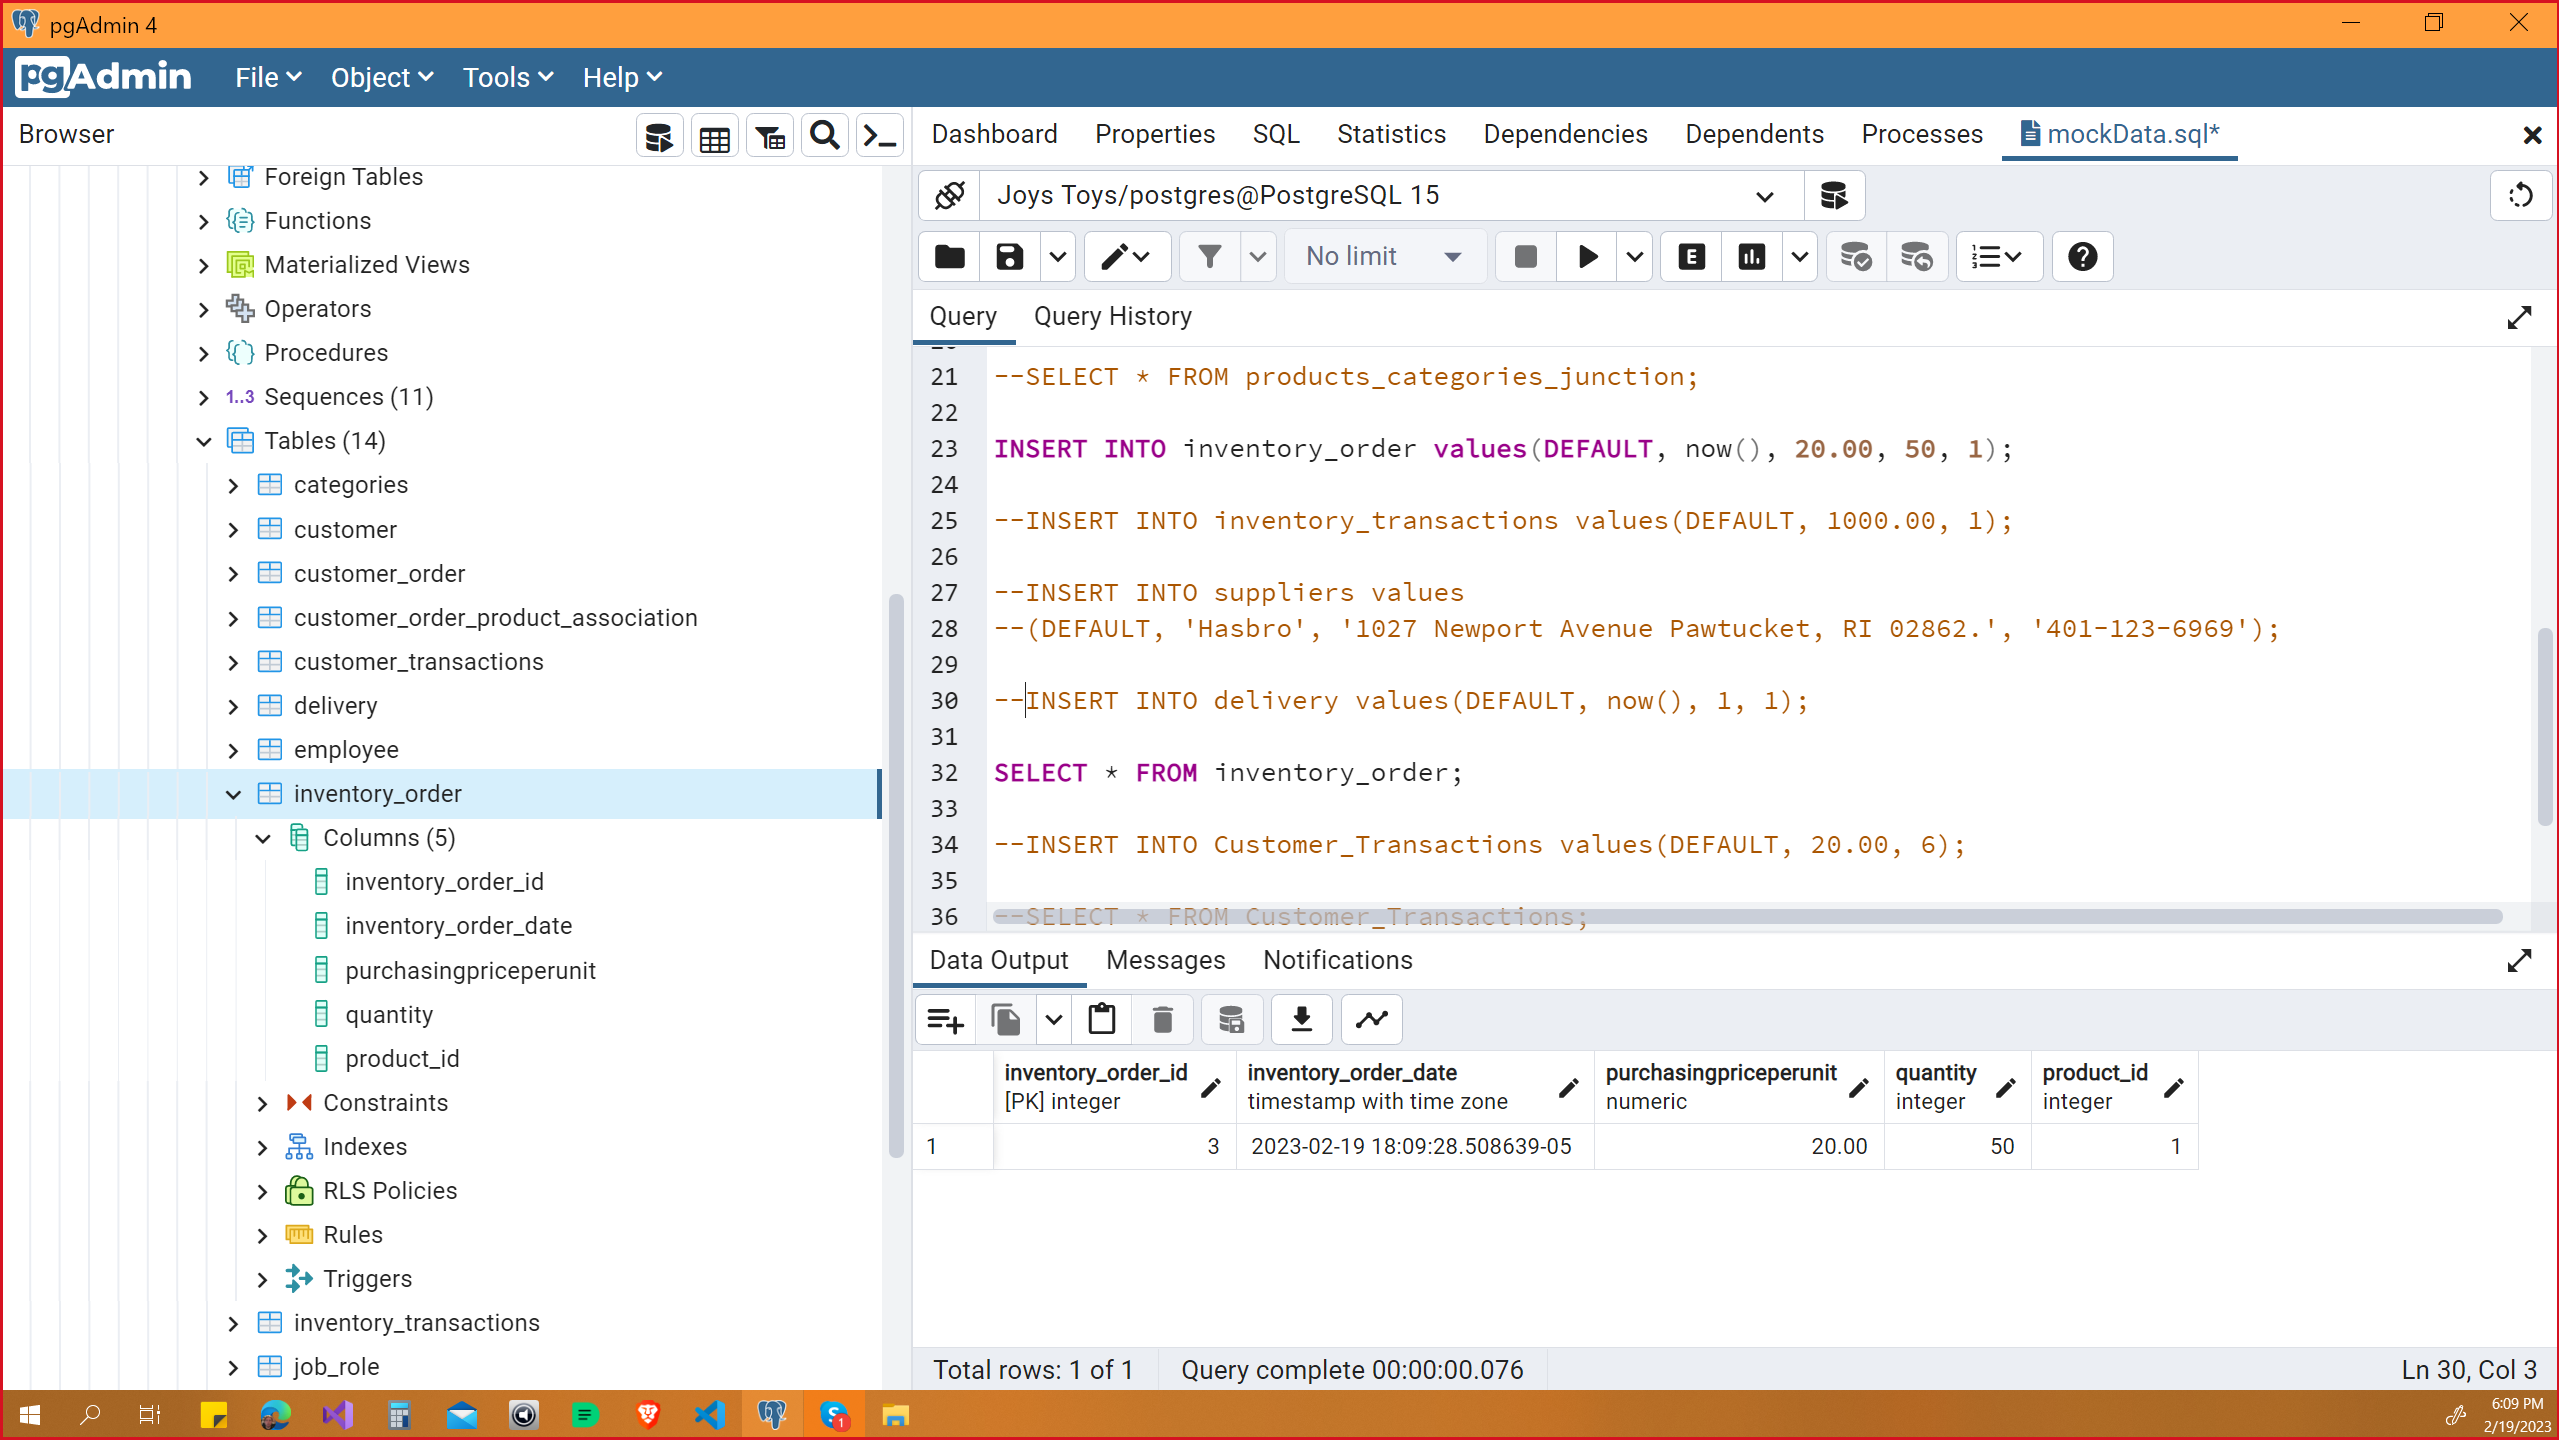 pgAdmin 4
pgAdmin File Object Tools Help
Browser
Dashboard Properties SQL Statistics Dependencies Dependents Processes mockData.sql*
Foreign Tables
Functions
Materialized Views
Operators
Procedures
1..3 Sequences (11)
Tables (14)
categories
customer
customer_order
customer_order_product_association
customer_transactions
delivery
employee
inventory_order
Columns (5)
inventory_order_id
inventory_order_date
purchasingpriceperunit
quantity
product_id
Constraints
Indexes
RLS Policies
Rules
Triggers
inventory_transactions
job_role
Joys Toys/postgres@PostgreSQL 15
No limit
E
Query Query History
21 --SELECT * FROM products_categories_junction;
22
23 INSERT INTO inventory_order values(DEFAULT, now(), 20.00, 50, 1);
24
25 --INSERT INTO inventory_transactions values(DEFAULT, 1000.00, 1);
26
27 --INSERT INTO suppliers values
28 --(DEFAULT, 'Hasbro', '1027 Newport Avenue Pawtucket, RI 02862.', '401-123-6969');
29
30 --INSERT INTO delivery values(DEFAULT, now(), 1, 1);
31
32 SELECT * FROM inventory_order;
33
34 --INSERT INTO Customer_Transactions values(DEFAULT, 20.00, 6);
35
36 --SELECT * FROM Customer_Transactions;
Data Output Messages Notifications
inventory_order_id inventory_order_date purchasingpriceperunit quantity product_id
[PK] integer timestamp with time zone numeric integer integer
1 3 2023-02-19 18:09:28.508639-05 20.00 50 1
Total rows: 1 of 1 Query complete 00:00:00.076 Ln 30, Col 3
1
6:09 PM
2/19/2023